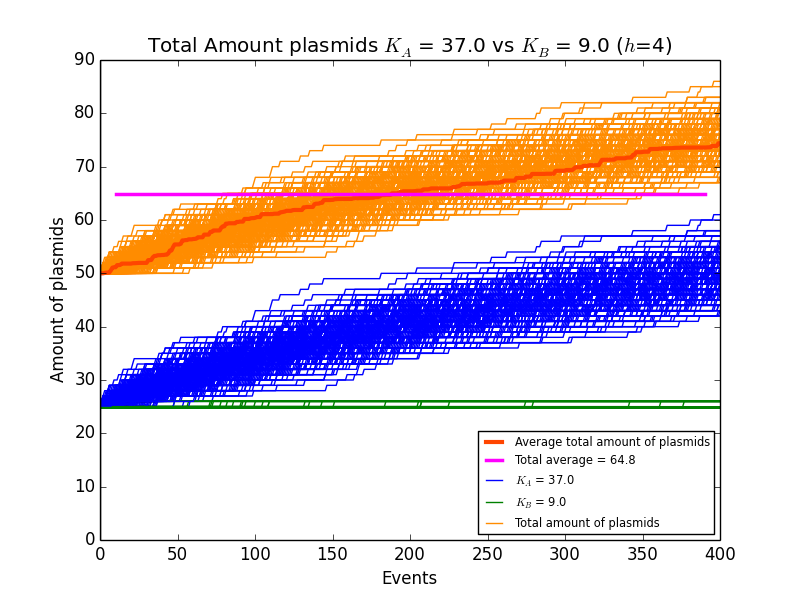 Total Amount plasmids K_A = 37.0 vs K_B = 9.0 (h=4)
90
80
70
60
50
40
30
20
10
0
Amount of plasmids
Average total amount of plasmids
Total average = 64.8
K_A = 37.0
K_B = 9.0
Total amount of plasmids
0 50 100 150 200 250 300 350 400
Events